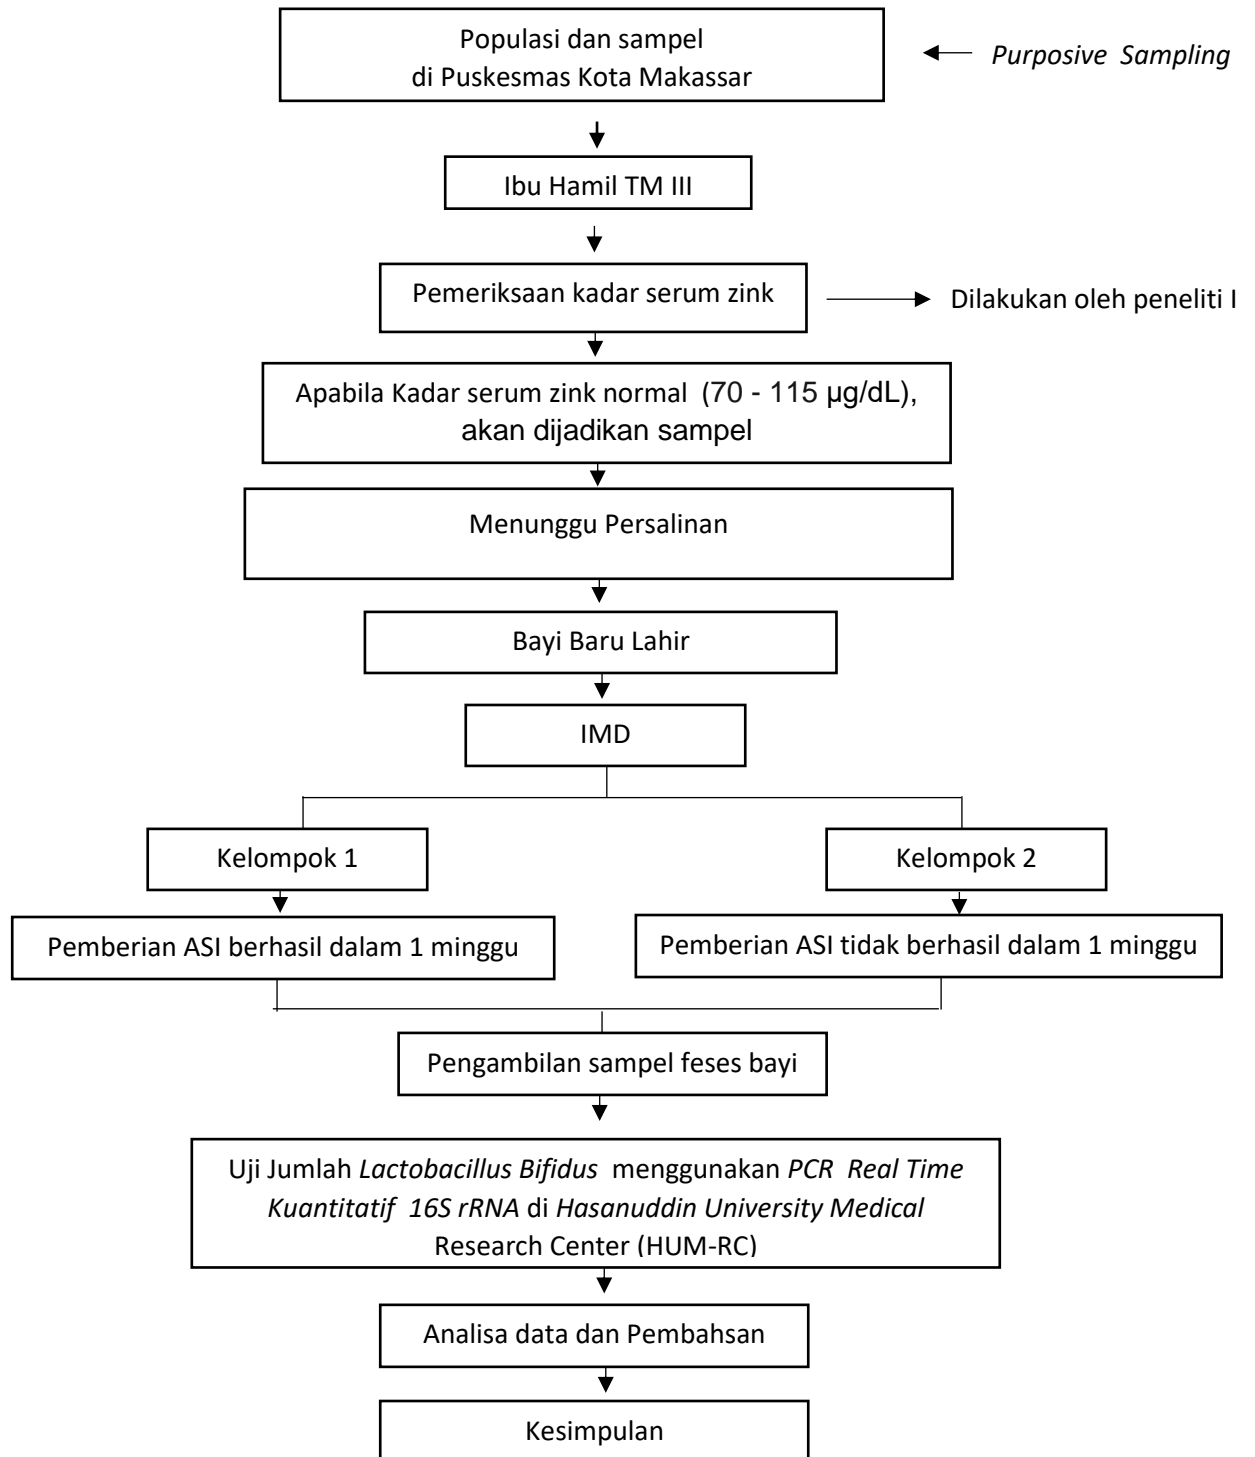 Populasi dan sampel
di Puskesmas Kota Makassar
Purposive Sampling
Ibu Hamil TM III
Pemeriksaan kadar serum zink
Dilakukan oleh peneliti I
Apabila Kadar serum zink normal (70 - 115 µg/dL),
akan dijadikan sampel
Menunggu Persalinan
Bayi Baru Lahir
IMD
Kelompok 1
Kelompok 2
Pemberian ASI berhasil dalam 1 minggu
Pemberian ASI tidak berhasil dalam 1 minggu
Pengambilan sampel feses bayi
Uji Jumlah Lactobacillus Bifidus menggunakan PCR Real Time
Kuantitatif 16S rRNA di Hasanuddin University Medical
Research Center (HUM-RC)
Analisa data dan Pembahsan
Kesimpulan